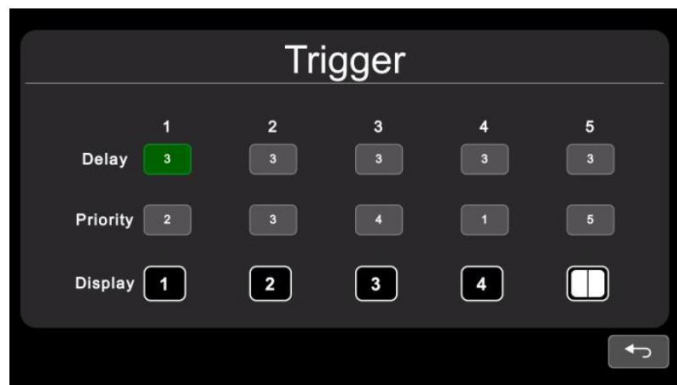 Trigger
1 2 3 4 5
Delay 3 3 3 3 3
Priority 2 3 4 1 5
Display 1 2 3 4